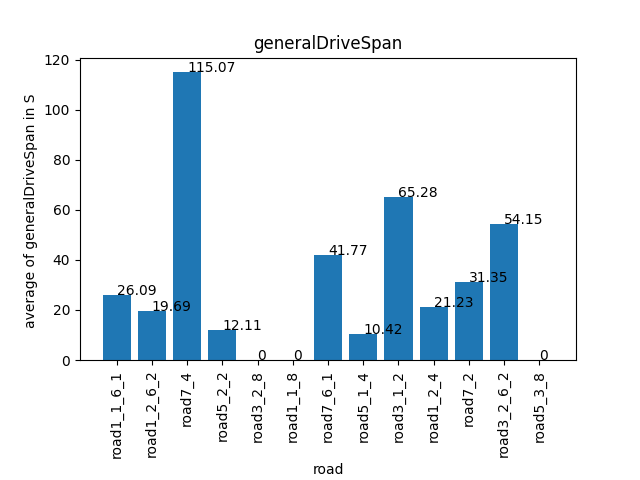 generalDriveSpan
average of generalDriveSpan in S
120
100
80
60
40
20
0
26.09
19.69
115.07
12.11
0
0
41.77
10.42
65.28
21.23
31.35
54.15
0
road1_1_6_1
road1_2_6_2
road7_4
road5_2_2
road3_2_8
road1_1_8
road7_6_1
road5_1_4
road3_1_2
road1_2_4
road7_2
road3_2_6_2
road5_3_8
road